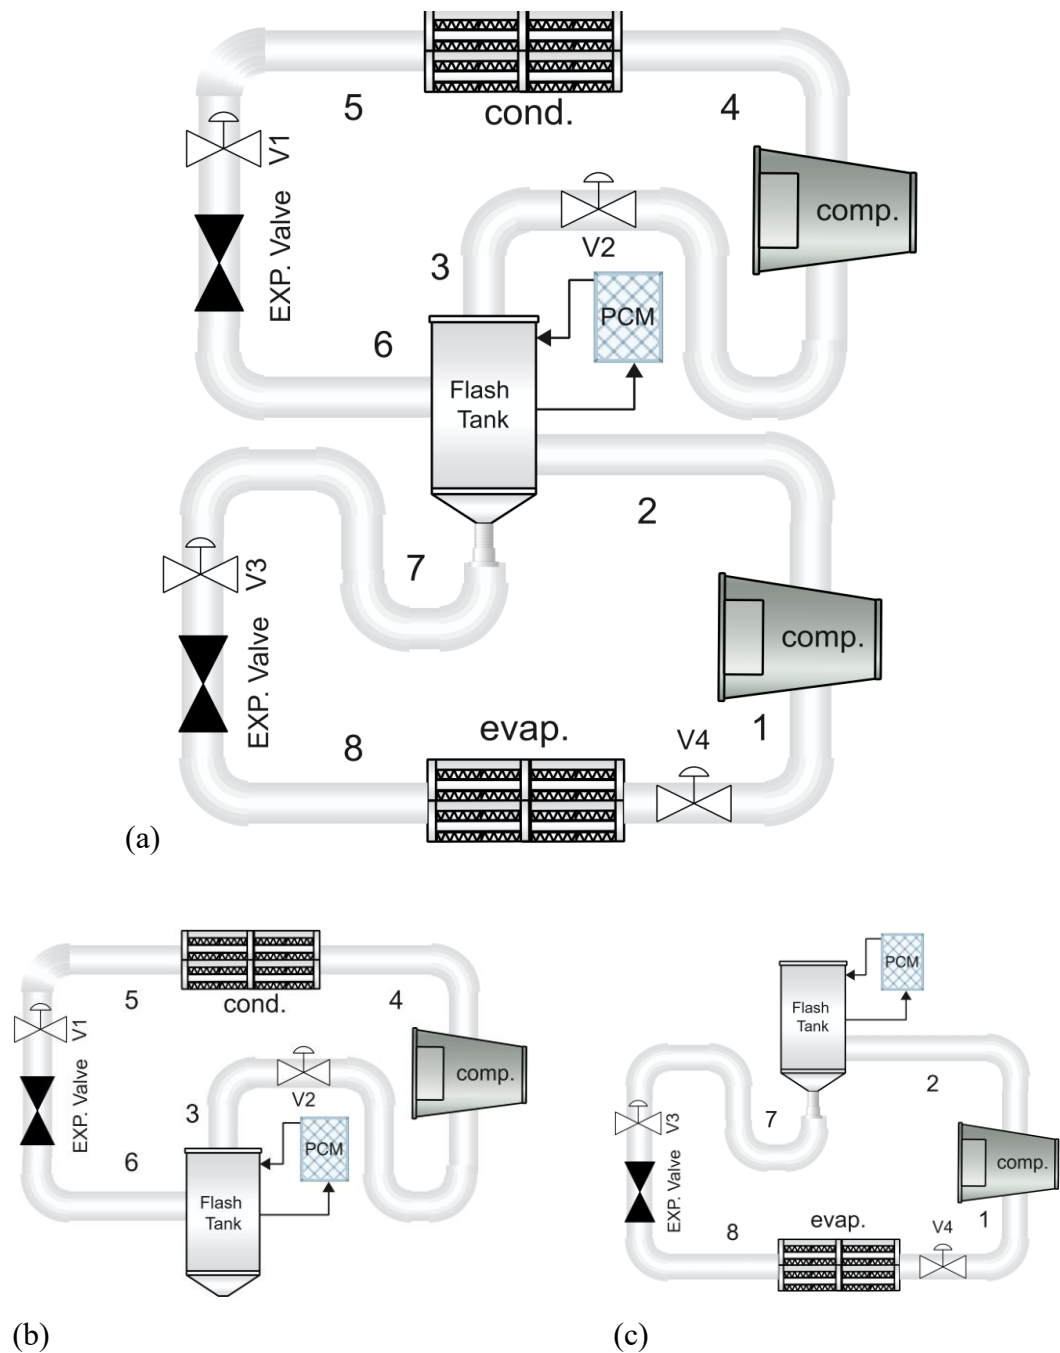 5
cond.
4
V1
EXP. Valve
comp.
V2
3
PCM
6
Flash
Tank
2
7
V3
EXP. Valve
comp.
1
evap.
V4
8
(a)
5
cond.
4
V1
EXP. Valve
comp.
V2
3
PCM
6
Flash
Tank
(b)
PCM
Flash
Tank
2
7
V3
EXP. Valve
comp.
1
evap.
V4
8
(c)